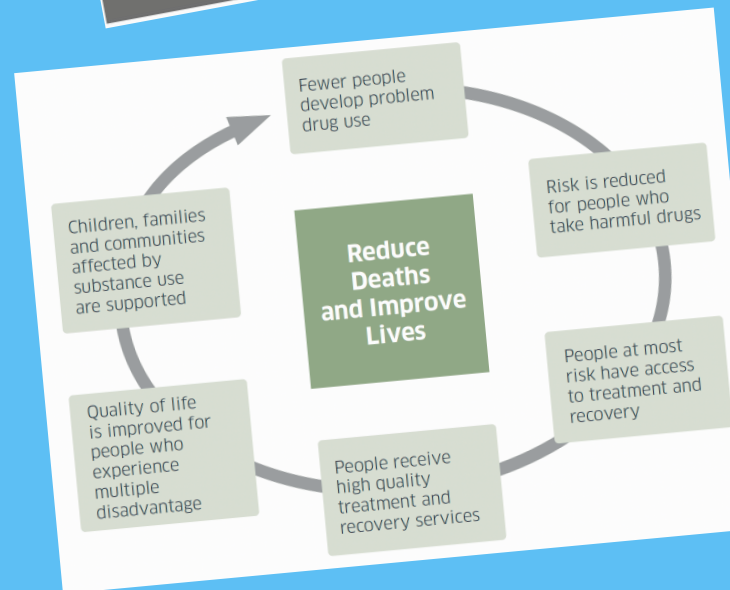 Fewer people
develop problem
drug use
Risk is reduced
for people who
take harmful drugs
People at most
risk have access
to treatment and
recovery
People receive
high quality
treatment and
recovery services
Quality of life
is improved for
people who
experience
multiple
disadvantage
Children, families
and communities
affected by
substance use
are supported
Reduce
Deaths
and Improve
Lives